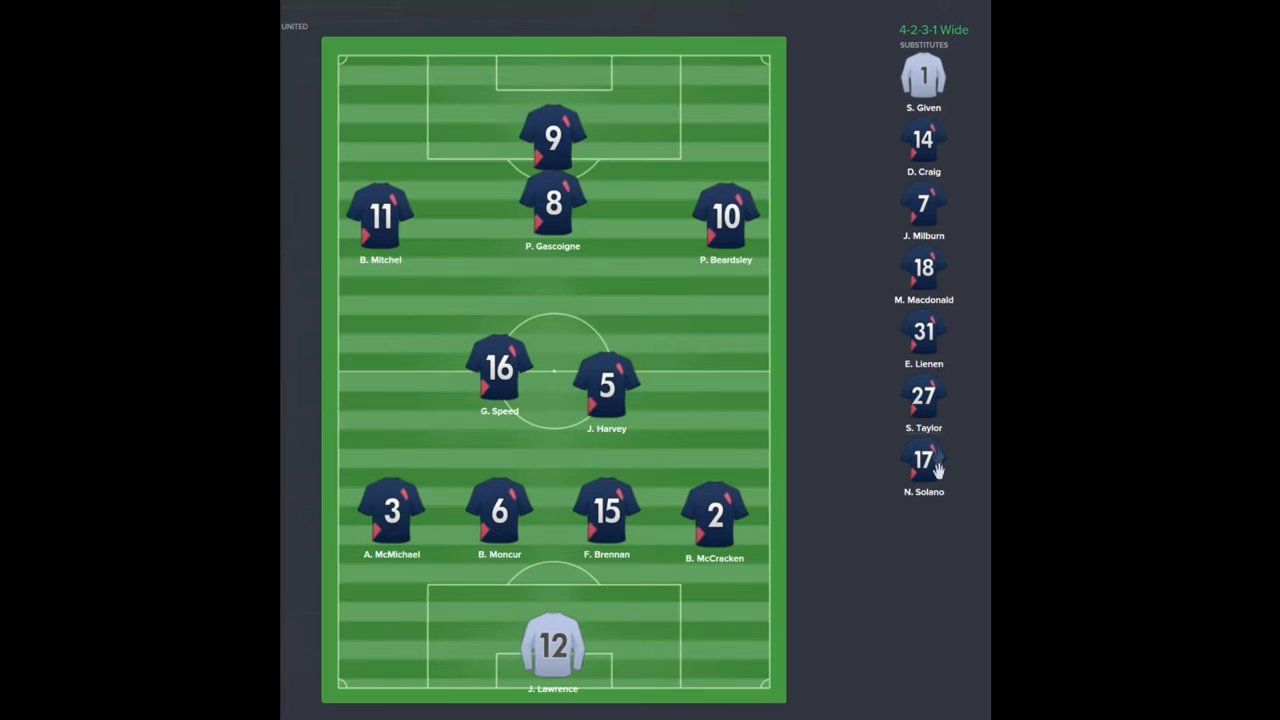 UNITED
4-2-3-1 Wide
SUBSTITUTES
1
S. Given
14
D. Craig
7
J. Milburn
18
M. Macdonald
31
E. Lienen
27
S. Taylor
17
N. Solano
9
8
P. Gascoigne
11
B. Mitchel
10
P. Beardsley
16
G. Speed
5
J. Harvey
3
A. McMichael
6
B. Moncur
15
F. Brennan
2
B. McCracken
12
J. Lawrence